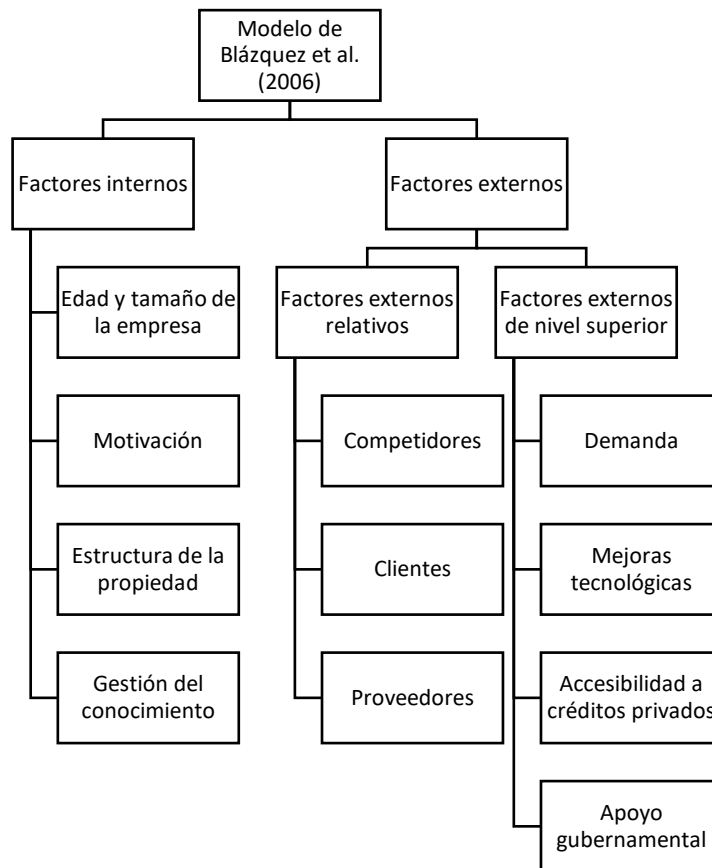 Modelo de
Blázquez et al.
(2006)
Factores internos
Factores externos
Edad y tamaño de
la empresa
Motivación
Estructura de la
propiedad
Gestión del
conocimiento
Factores externos
relativos
Competidores
Clientes
Proveedores
Factores externos
de nivel superior
Demanda
Mejoras
tecnológicas
Accesibilidad a
créditos privados
Apoyo
gubernamental